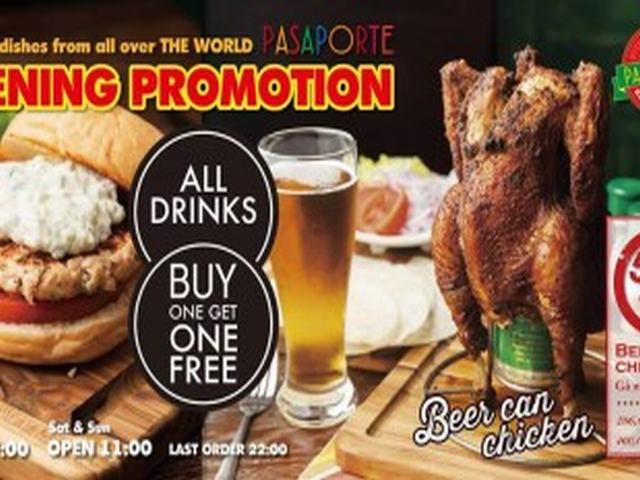 dishes from all over THE WORLD PASAPORTE
ENING PROMOTION
ALL
DRINKS
BUY
ONE GET
ONE
FREE
Beer can
chicken
Sat & Sun
:00 OPEN 11:00 LAST ORDER 22:00